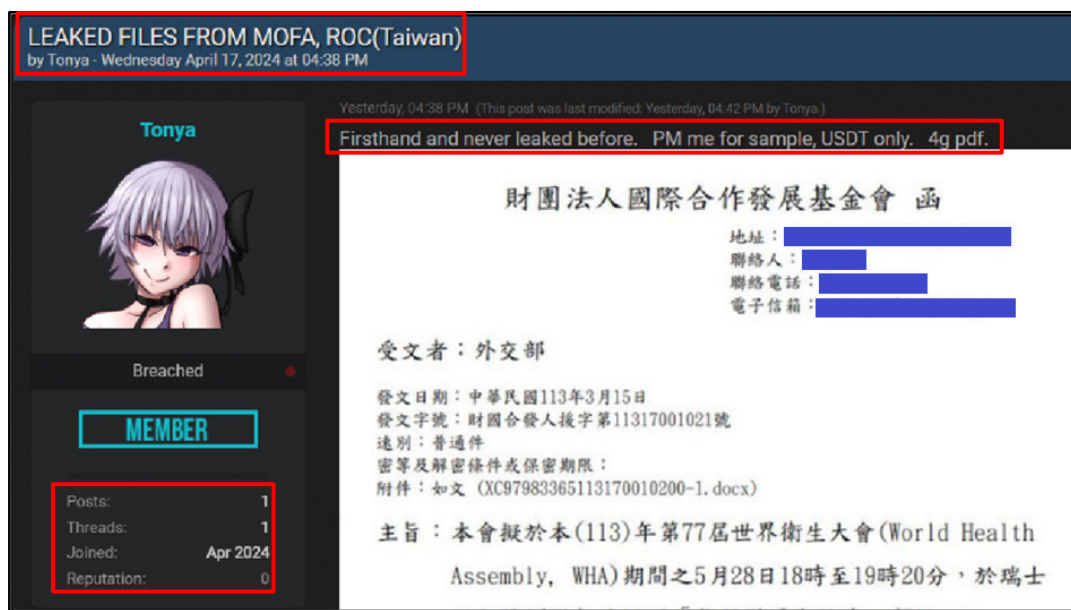 LEAKED FILES FROM MOFA, ROC(Taiwan)
by Tonya - Wednesday April 17, 2024 at 04:38 PM
Tonya
Breached
MEMBER
Posts: 1
Threads: 1
Joined: Apr 2024
Reputation: 0
Yesterday, 04:38 PM (This post was last modified: Yesterday, 04:42 PM by Tonya.)
Firsthand and never leaked before. PM me for sample, USDT only. 4g pdf.
財團法人國際合作發展基金會 函
地址：
聯絡人：
聯絡電話：
電子信箱：
受文者：外交部
發文日期：中華民國113年3月15日
發文字號：財國合發人援字第11317001021號
速別：普通件
密等及解密條件或保密期限：
附件：如文 (XC97983365113170010200-1.docx)
主旨：本會擬於本(113)年第77屆世界衛生大會(World Health
Assembly, WHA)期間之5月28日18時至19時20分，於瑞士